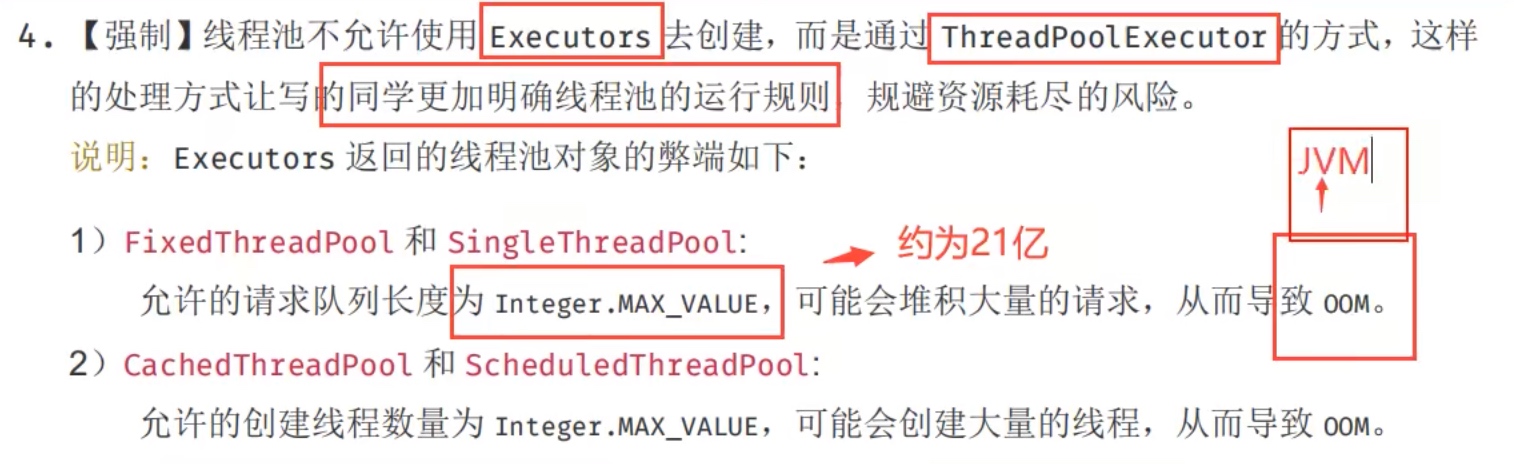 4. 【强制】线程池不允许使用 Executors 去创建，而是通过 ThreadPoolExecutor 的方式，这样
的处理方式让写的同学更加明确线程池的运行规则，规避资源耗尽的风险。
说明：Executors 返回的线程池对象的弊端如下：
JVM
1）FixedThreadPool 和 SingleThreadPool:
约为21亿
允许的请求队列长度为 Integer.MAX_VALUE，可能会堆积大量的请求，从而导致 OOM。
2）CachedThreadPool 和 ScheduledThreadPool:
允许的创建线程数量为 Integer.MAX_VALUE，可能会创建大量的线程，从而导致 OOM。